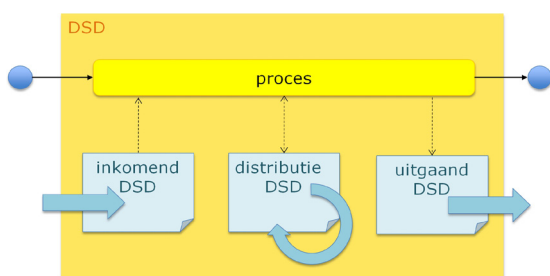 DSD
proces
inkomend
DSD
distributie
DSD
uitgaand
DSD